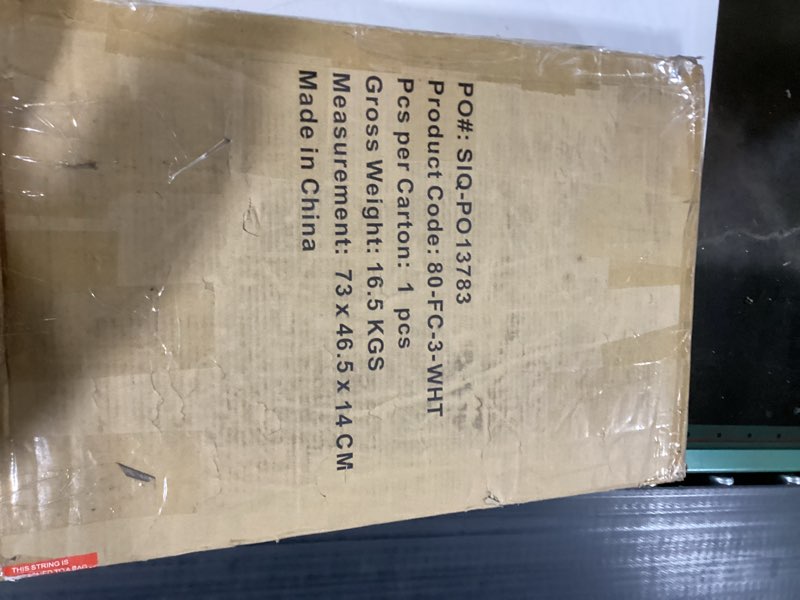 PO#: SIQ-PO13783
Product Code: 80-FC-3-WHT
Pcs per Carton: 1 pcs
Gross Weight: 16.5 KGS
Measurement: 73 x 46.5 x 14 CM
Made in China
THIS STRING IS